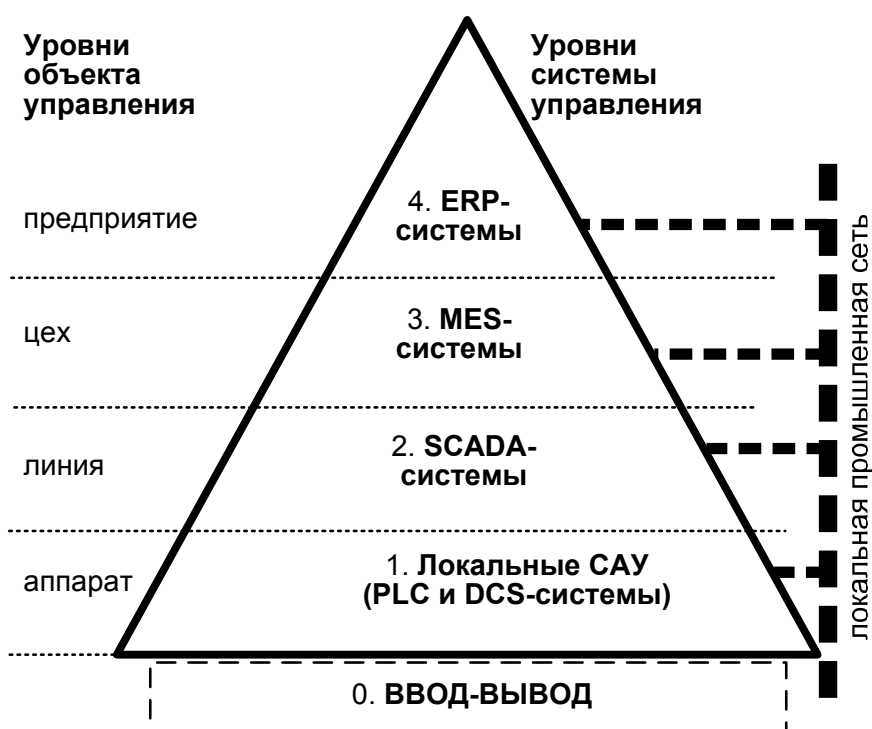 Уровни
объекта
управления
Уровни
системы
управления
предприятие
4. ERP-
системы
цех
3. MES-
системы
линия
2. SCADA-
системы
аппарат
1. Локальные САУ
(PLC и DCS-системы)
0. ВВОД-ВЫВОД
локальная промышленная сеть